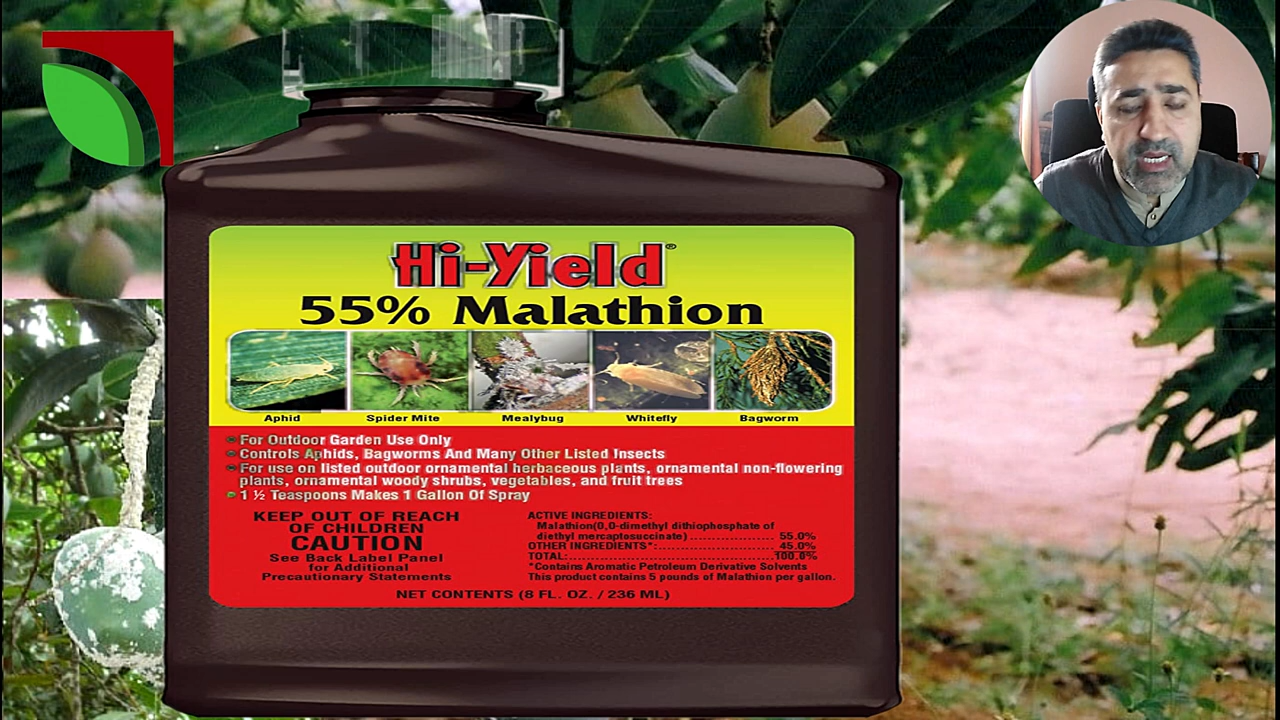 Hi-Yield®
55% Malathion
Aphid Spider Mite Mealybug Whitefly Bagworm
For Outdoor Garden Use Only
Controls Aphids, Bagworms And Many Other Listed Insects
For use on listed outdoor ornamental herbaceous plants, ornamental non-flowering
plants, ornamental woody shrubs, vegetables, and fruit trees
1 ½ Teaspoons Makes 1 Gallon Of Spray
KEEP OUT OF REACH
OF CHILDREN
CAUTION
See Back Label Panel
for Additional
Precautionary Statements
ACTIVE INGREDIENTS:
Malathion(0,0-dimethyl dithiophosphate of
diethyl mercaptosuccinate) .................... 55.0%
OTHER INGREDIENTS*:........................... 45.0%
TOTAL:.................................................100.0%
*Contains Aromatic Petroleum Derivative Solvents
This product contains 5 pounds of Malathion per gallon.
NET CONTENTS (8 FL. OZ. / 236 ML)